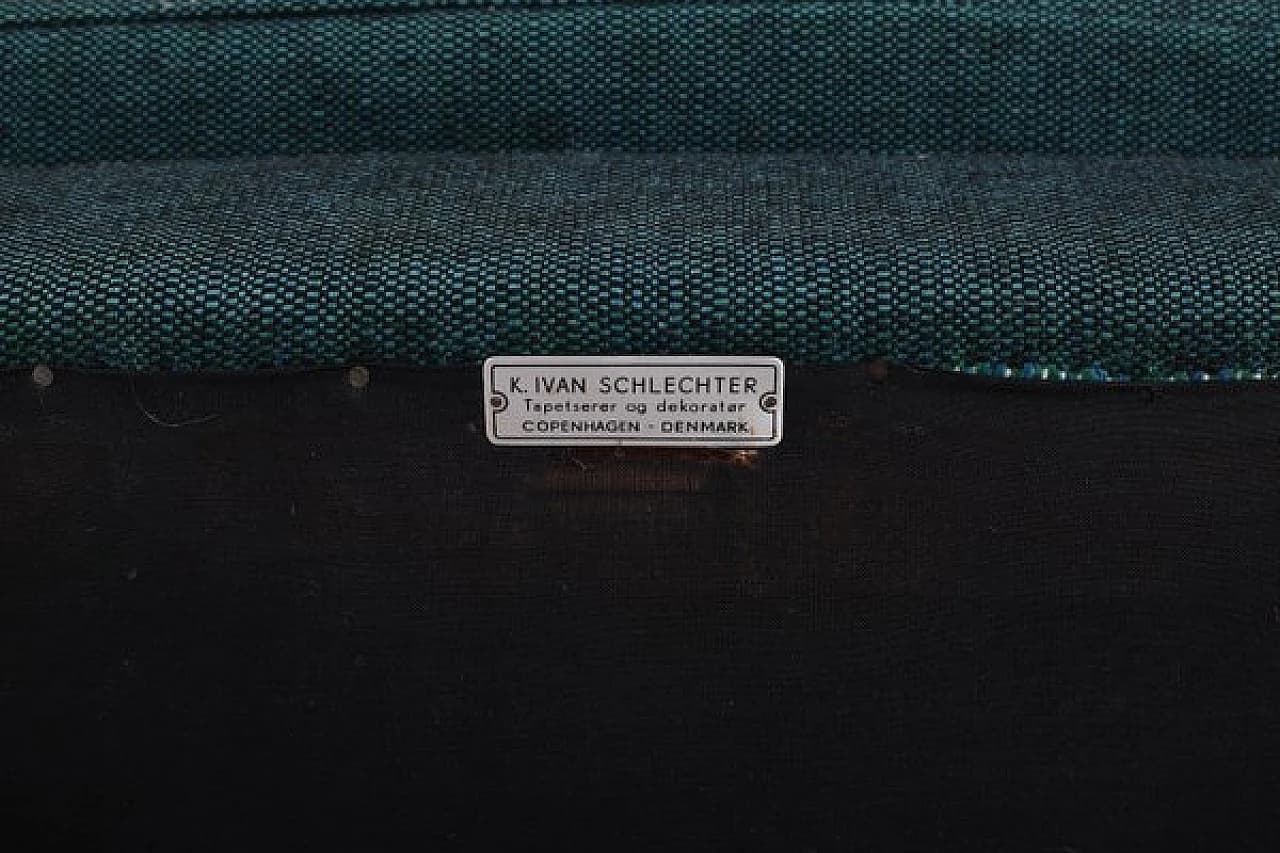 K. IVAN SCHLECHTER
Tapetserer og dekoratør
COPENHAGEN - DENMARK